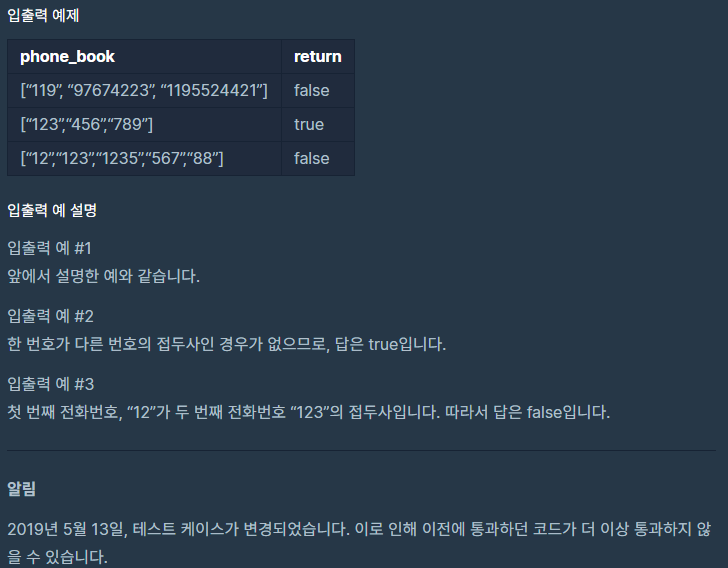 입출력 예제
phone_book return
[“119”, “97674223”, “1195524421”] false
[“123”,“456”,“789”] true
[“12”,“123”,“1235”,“567”,“88”] false
입출력 예 설명
입출력 예 #1
앞에서 설명한 예와 같습니다.
입출력 예 #2
한 번호가 다른 번호의 접두사인 경우가 없으므로, 답은 true입니다.
입출력 예 #3
첫 번째 전화번호, “12”가 두 번째 전화번호 “123”의 접두사입니다. 따라서 답은 false입니다.
알림
2019년 5월 13일, 테스트 케이스가 변경되었습니다. 이로 인해 이전에 통과하던 코드가 더 이상 통과하지 않
을 수 있습니다.